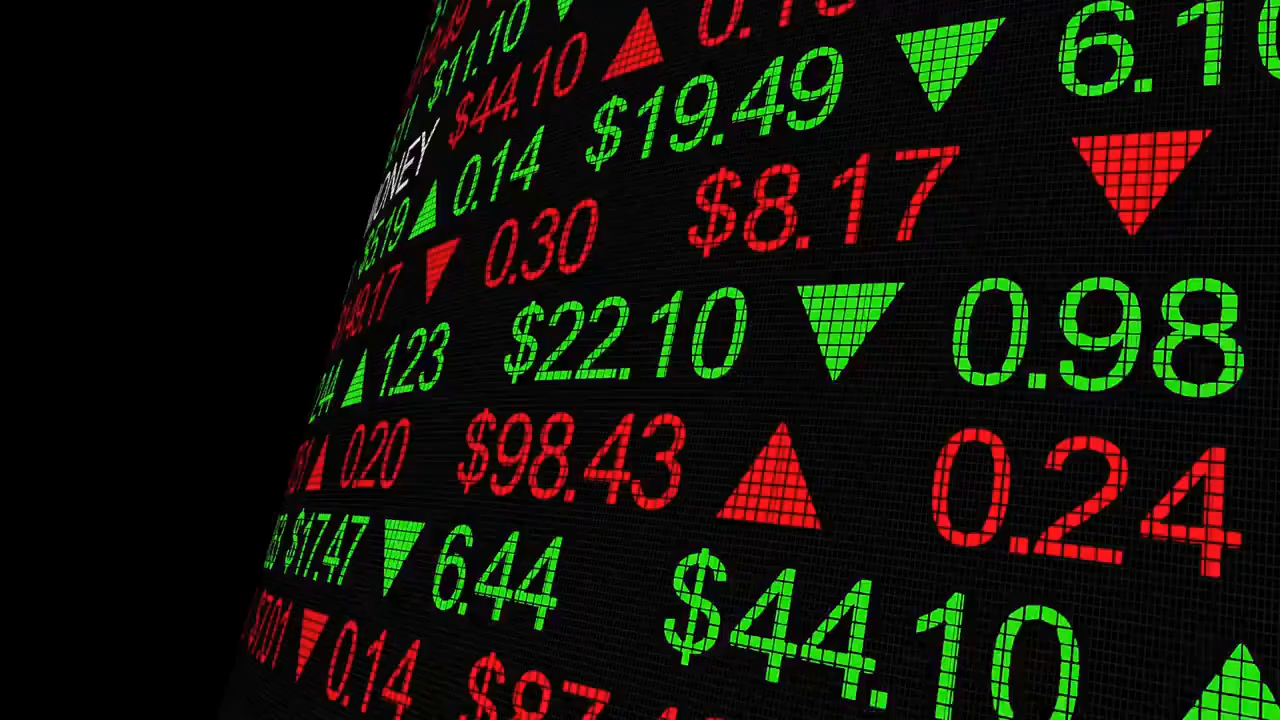 $11.10 ▼
MONEY $44.10 ▲
▲ 0.14 $19.49 ▼ 6.10
▼ 0.30 $8.17 ▼
▲ 1.23 $22.10 ▼ 0.98
▲ 0.20 $98.43 ▲ 0.24
$17.47 ▼ 6.44 $44.10 ▲
▼ 0.14